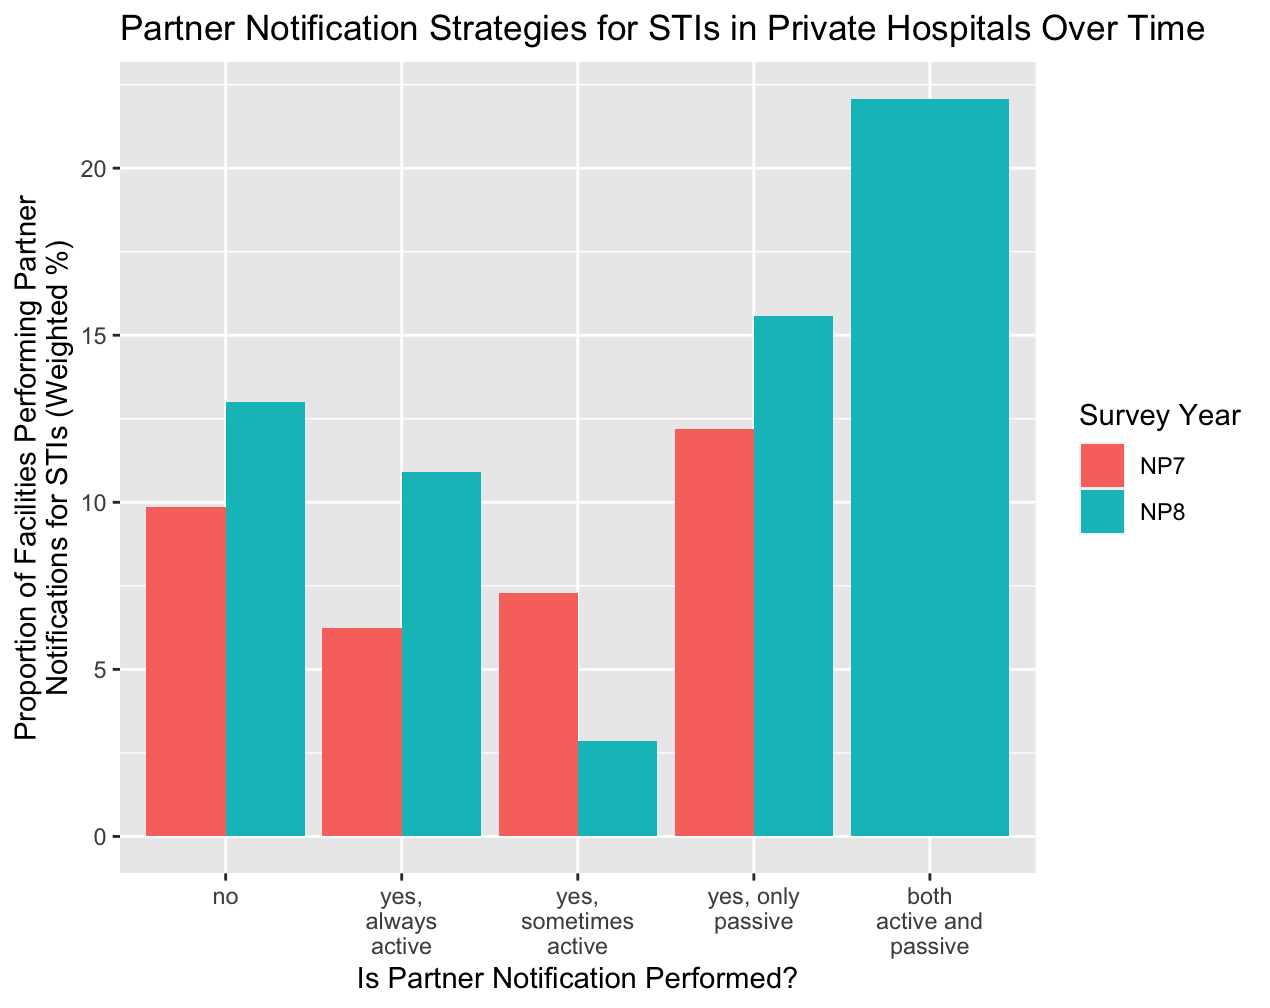 Partner Notification Strategies for STIs in Private Hospitals Over Time
Proportion of Facilities Performing Partner
Notifications for STIs (Weighted %)
20
15
10
5
0
no
yes,
always
active
yes,
sometimes
active
yes, only
passive
both
active and
passive
Is Partner Notification Performed?
Survey Year
NP7
NP8